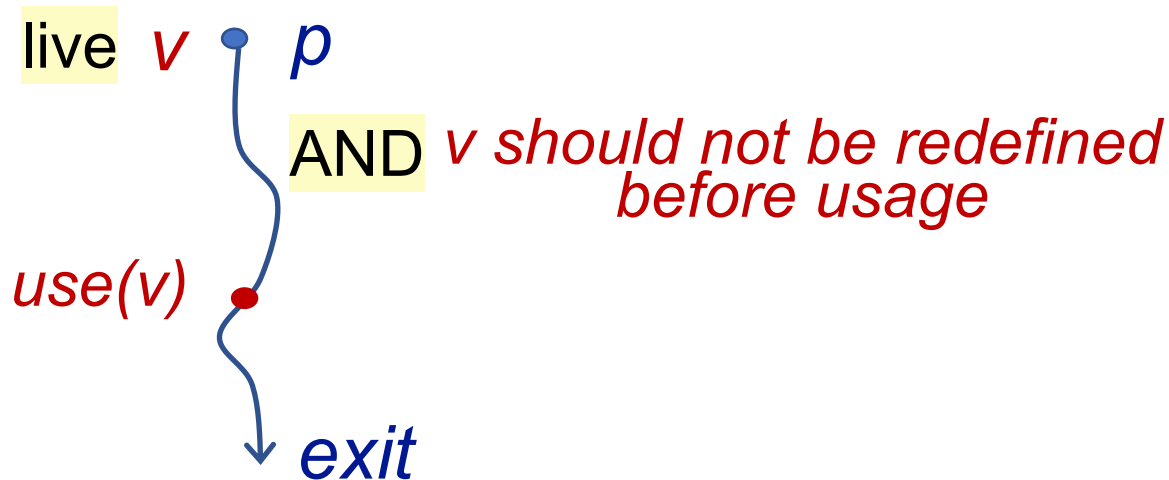 live v p
AND v should not be redefined
before usage
use(v)
exit